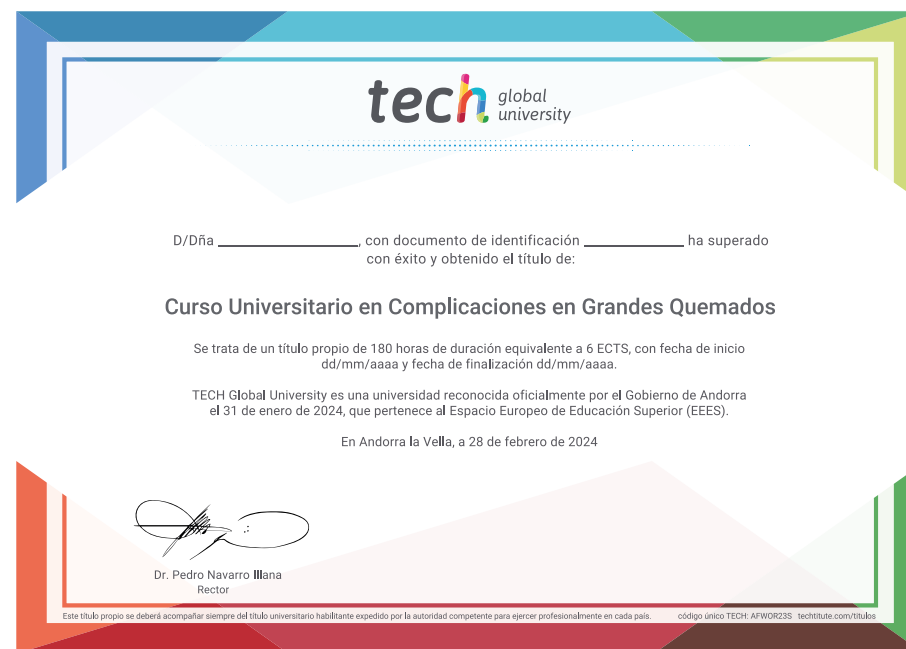 tech global university
D/Dña ____________________, con documento de identificación ______________ ha superado
con éxito y obtenido el título de:
Curso Universitario en Complicaciones en Grandes Quemados
Se trata de un título propio de 180 horas de duración equivalente a 6 ECTS, con fecha de inicio
dd/mm/aaaa y fecha de finalización dd/mm/aaaa.
TECH Global University es una universidad reconocida oficialmente por el Gobierno de Andorra
el 31 de enero de 2024, que pertenece al Espacio Europeo de Educación Superior (EEES).
En Andorra la Vella, a 28 de febrero de 2024
Dr. Pedro Navarro Illana
Rector
Este título propio se deberá acompañar siempre del título universitario habilitante expedido por la autoridad competente para ejercer profesionalmente en cada país. código único TECH: AFWOR23S techtitute.com/titulos